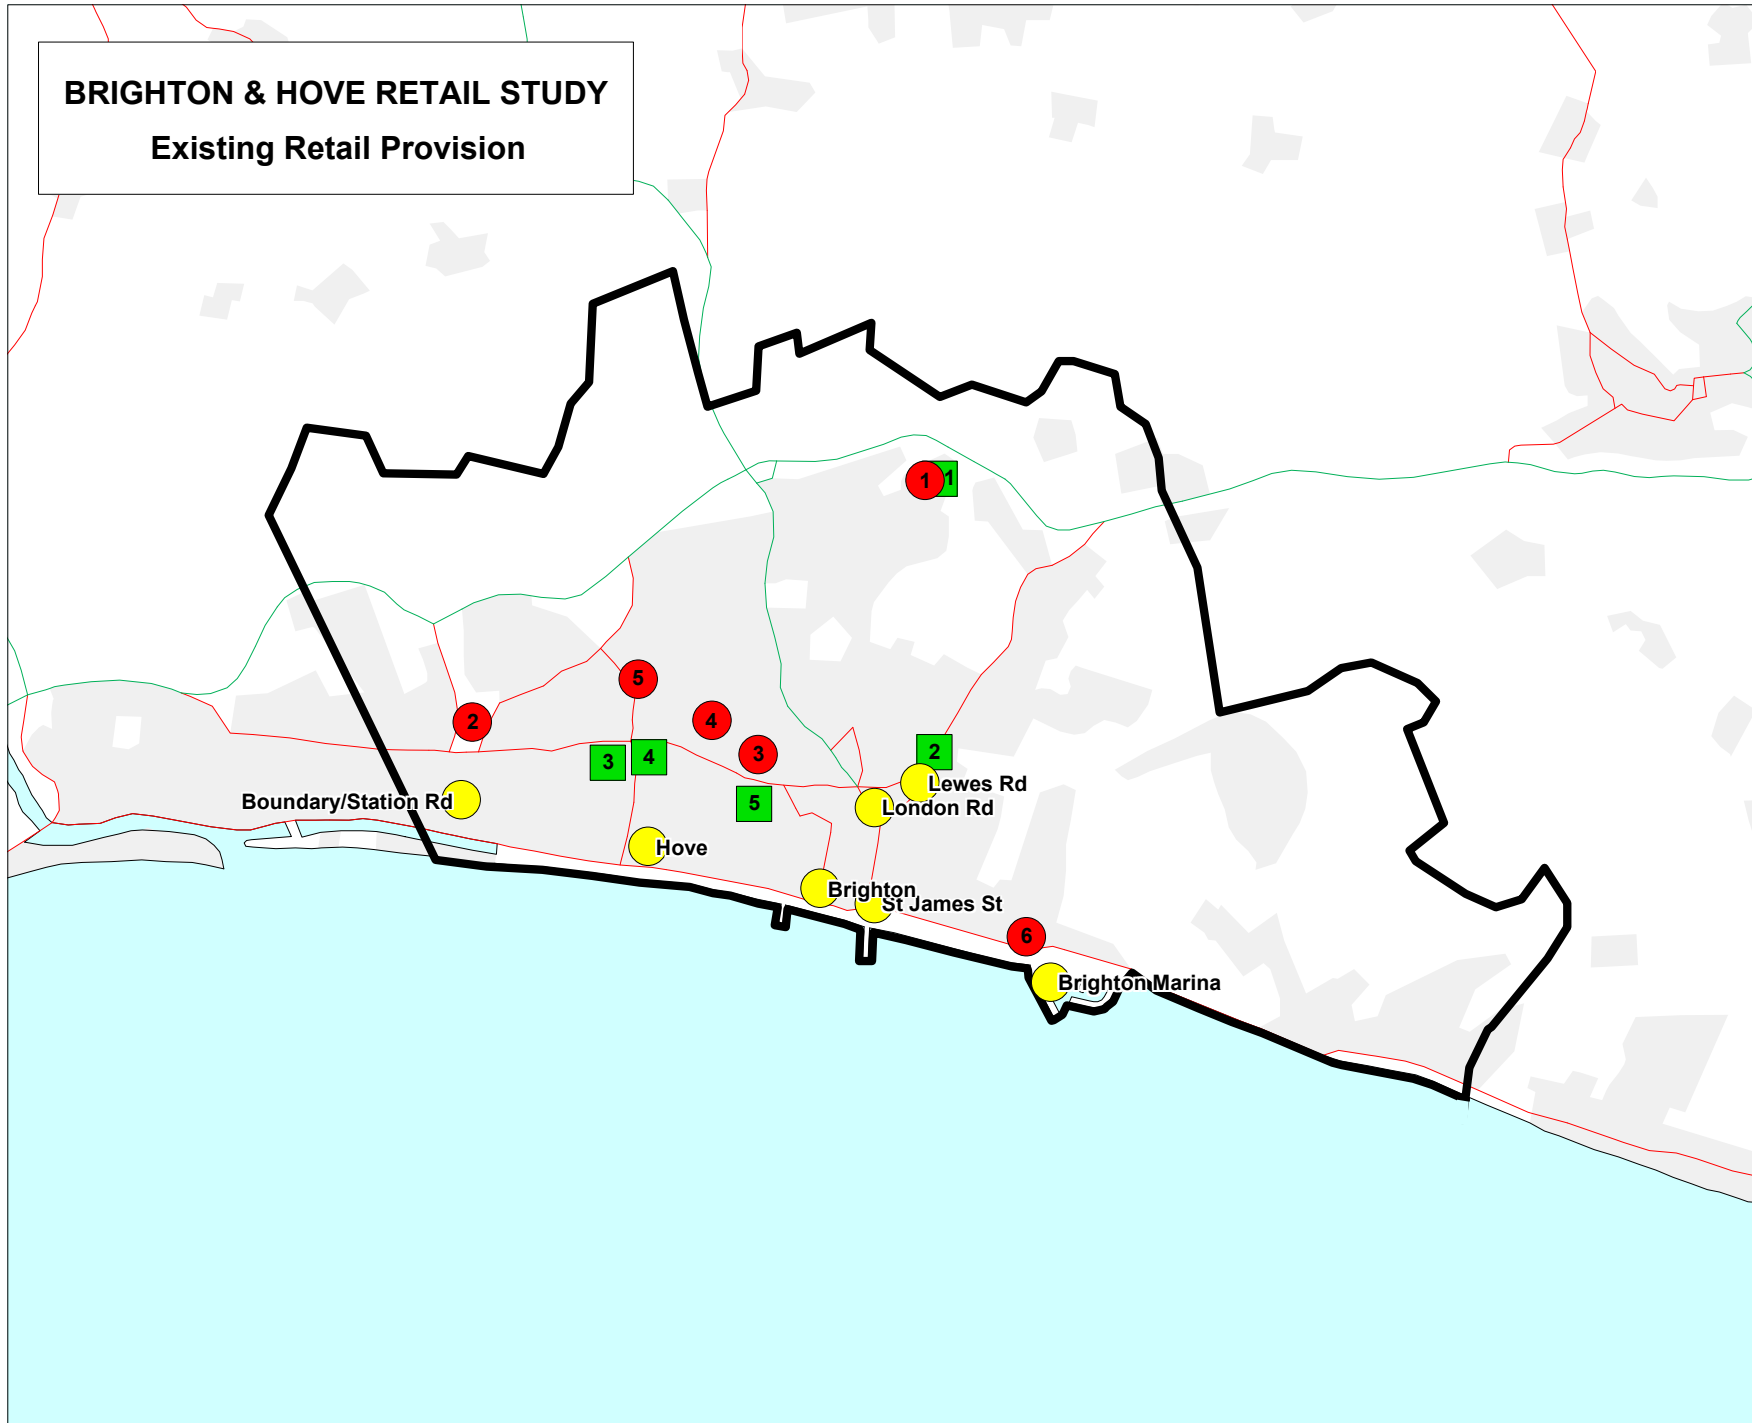 BRIGHTON & HOVE RETAIL STUDY
Existing Retail Provision
1
1
5
2
4
3
3
4
2
5
Lewes Rd
Boundary/Station Rd
London Rd
Hove
Brighton
St James St
6
Brighton Marina